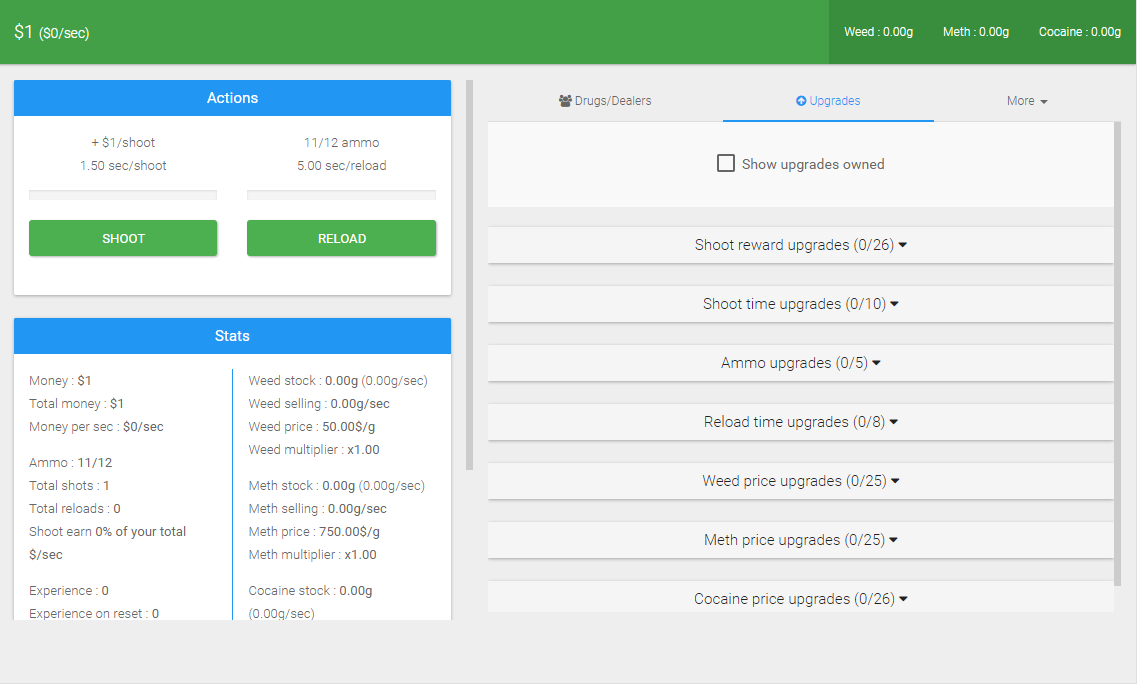 $1 ($0/sec)
Weed : 0.00g
Meth : 0.00g
Cocaine : 0.00g
Actions
+ $1/shoot
1.50 sec/shoot
11/12 ammo
5.00 sec/reload
SHOOT
RELOAD
Stats
Money : $1
Total money : $1
Money per sec : $0/sec
Ammo : 11/12
Total shots : 1
Total reloads : 0
Shoot earn 0% of your total
$/sec
Experience : 0
Experience on reset : 0
Weed stock : 0.00g (0.00g/sec)
Weed selling : 0.00g/sec
Weed price : 50.00$/g
Weed multiplier : x1.00
Meth stock : 0.00g (0.00g/sec)
Meth selling : 0.00g/sec
Meth price : 750.00$/g
Meth multiplier : x1.00
Cocaine stock : 0.00g
(0.00g/sec)
Drugs/Dealers
Upgrades
More
Show upgrades owned
Shoot reward upgrades (0/26)
Shoot time upgrades (0/10)
Ammo upgrades (0/5)
Reload time upgrades (0/8)
Weed price upgrades (0/25)
Meth price upgrades (0/25)
Cocaine price upgrades (0/26)